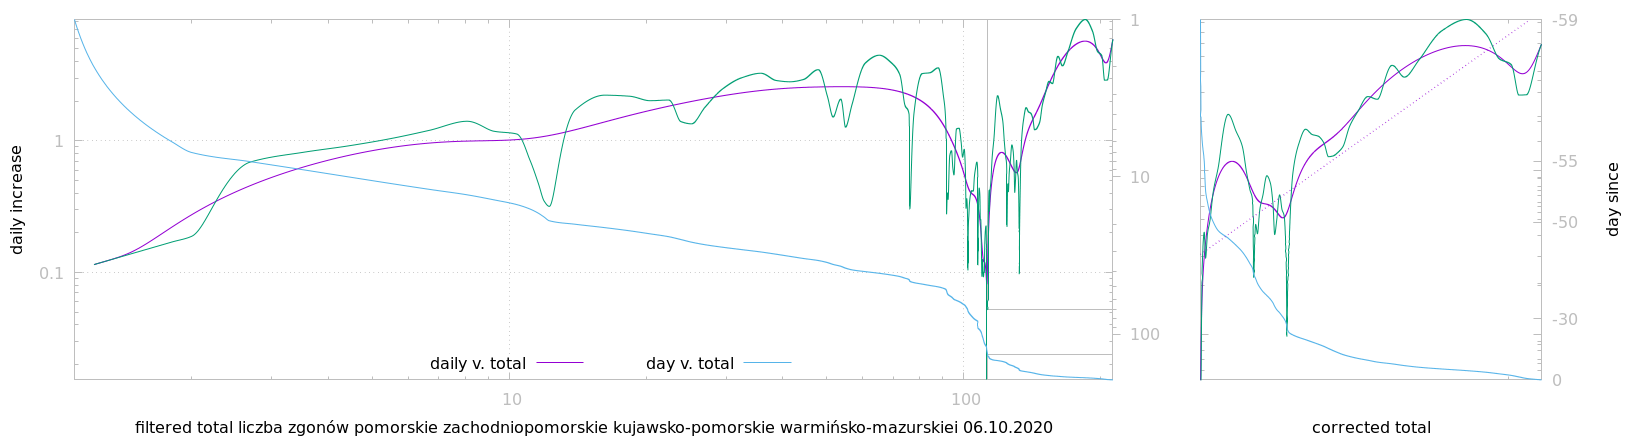 1
-59
daily increase
1
10
-55
-50
day since
0.1
-30
100
daily v. total
day v. total
0
10
100
filtered total liczba zgonów pomorskie zachodniopomorskie kujawsko-pomorskie warmińsko-mazurskiei 06.10.2020
corrected total